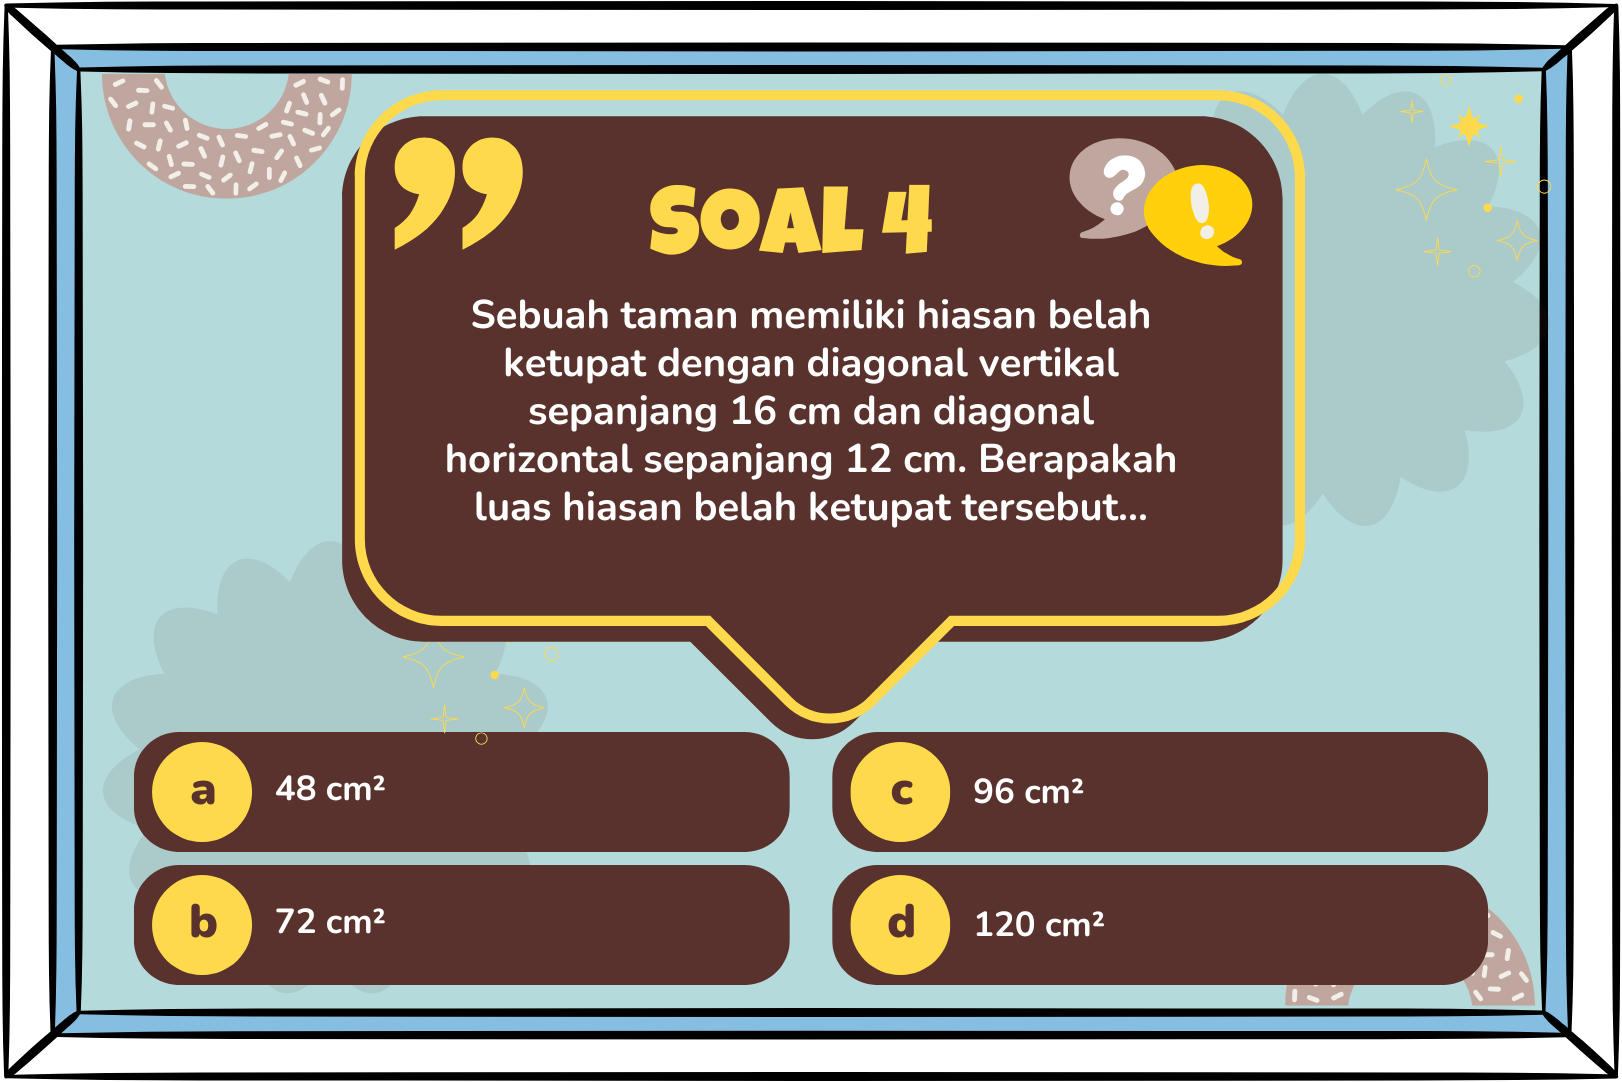 SOAL 4
Sebuah taman memiliki hiasan belah
ketupat dengan diagonal vertikal
sepanjang 16 cm dan diagonal
horizontal sepanjang 12 cm. Berapakah
luas hiasan belah ketupat tersebut...
a 48 cm²
b 72 cm²
c 96 cm²
d 120 cm²